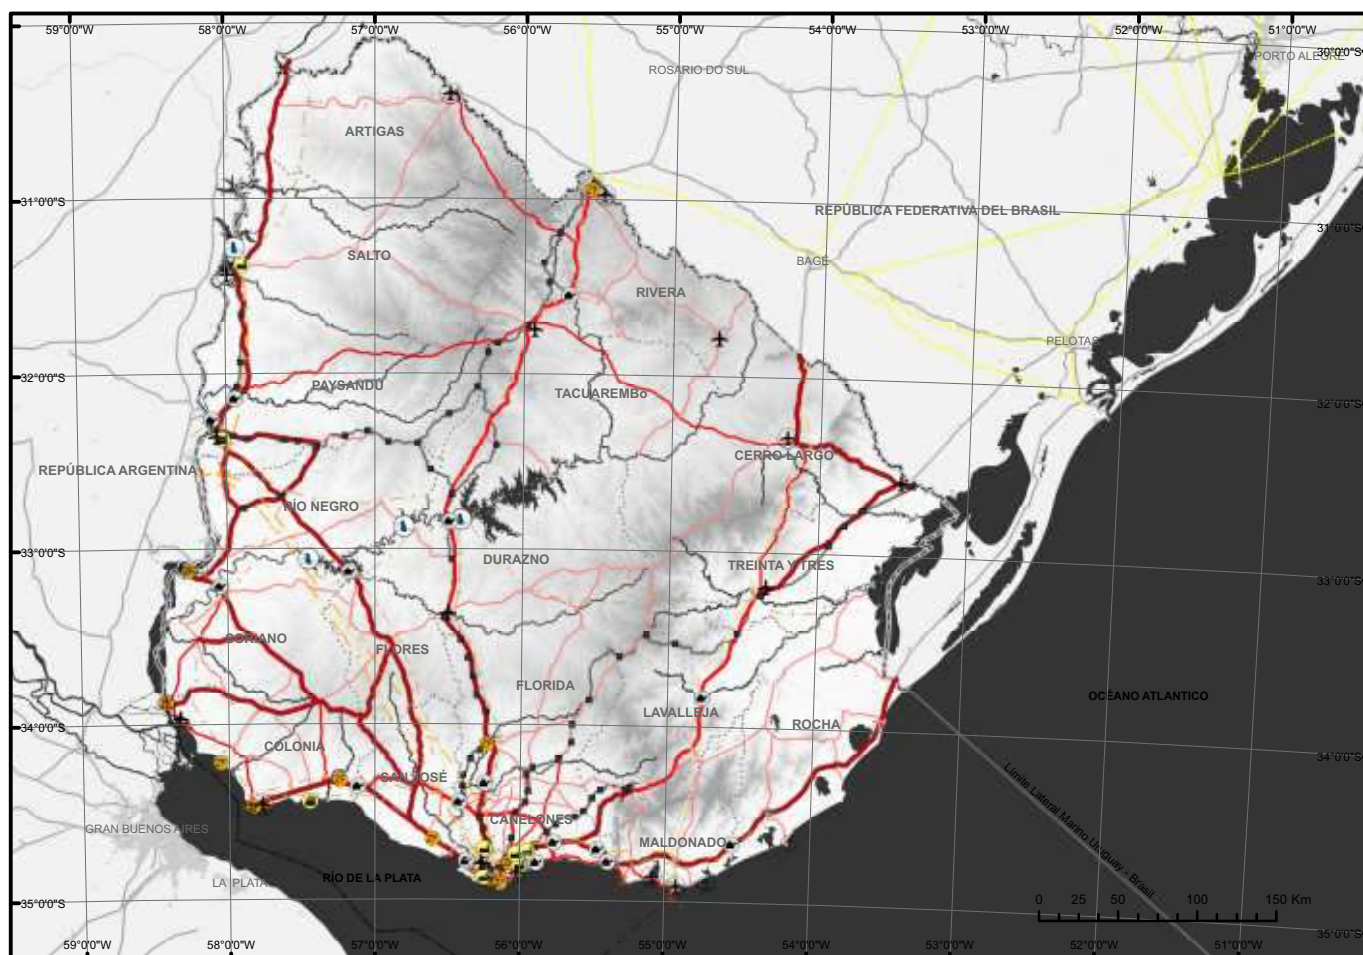 59°0'0"W
58°0'0"W
57°0'0"W
56°0'0"W
55°0'0"W
54°0'0"W
53°0'0"W
52°0'0"W
51°0'0"W
30°0'0"S
PORTO ALEGRE
ROSARIO DO SUL
ARTIGAS
31°0'0"S
REPÚBLICA FEDERATIVA DEL BRASIL
31°0'0"S
SALTO
BAGÉ
RIVERA
PELOTAS
32°0'0"S
PAYSANDÚ
TACUAREMBo
32°0'0"S
CERRO LARGO
REPÚBLICA ARGENTINA
RÍO NEGRO
33°0'0"S
DURAZNO
TREINTA Y TRES
33°0'0"S
SORIANO
FLORES
FLORIDA
OCÉANO ATLANTICO
LAVALLEJA
ROCHA
34°0'0"S
COLONIA
34°0'0"S
SAN JOSÉ
Límite Lateral Marino Uruguay - Brasil
CANELONES
GRAN BUENOS AIRES
MALDONADO
LA PLATA
RÍO DE LA PLATA
0 25 50 100 150 Km
35°0'0"S
35°0'0"S
59°0'0"W
58°0'0"W
57°0'0"W
56°0'0"W
55°0'0"W
54°0'0"W
53°0'0"W
52°0'0"W
51°0'0"W